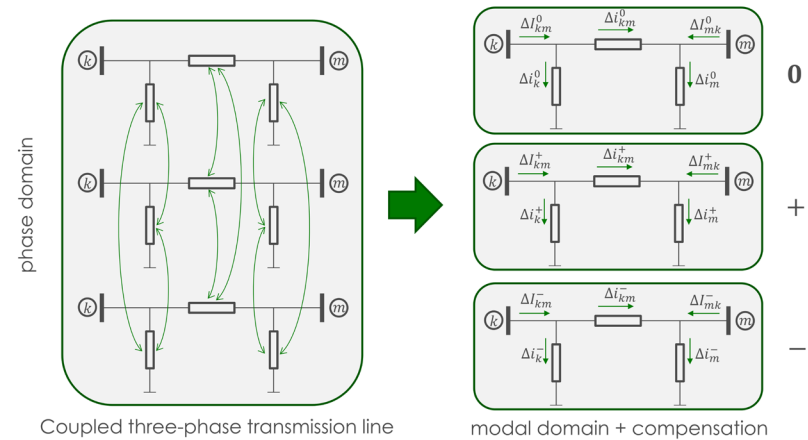 phase domain
k
m
k
m
k
m
Coupled three-phase transmission line
ΔI⁰ₖₘ
Δi⁰ₖₘ
ΔI⁰ₘₖ
k
m
Δi⁰ₖ
Δi⁰ₘ
0
ΔI⁺ₖₘ
Δi⁺ₖₘ
ΔI⁺ₘₖ
k
m
Δi⁺ₖ
Δi⁺ₘ
+
ΔI⁻ₖₘ
Δi⁻ₖₘ
ΔI⁻ₘₖ
k
m
Δi⁻ₖ
Δi⁻ₘ
−
modal domain + compensation